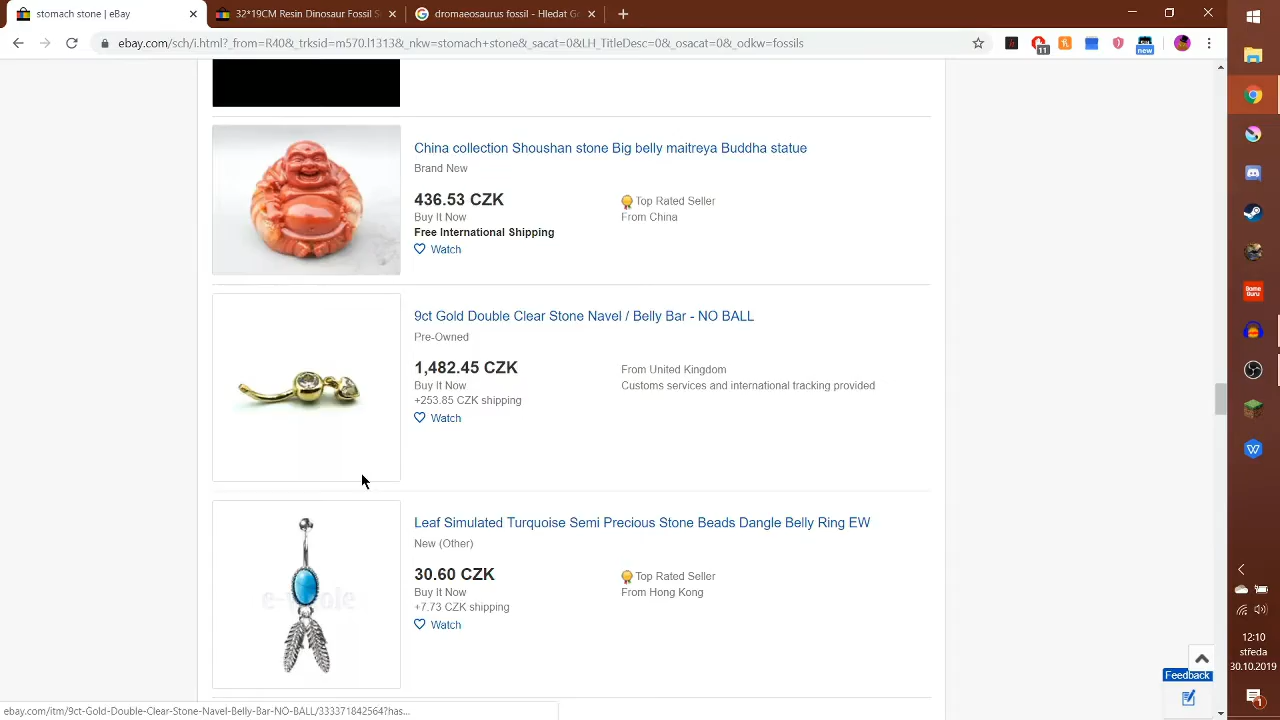 stomach stone | eBay
32*19CM Resin Dinosaur Fossil S
dromaeosaurus fossil - Hledat Go
ebay.com/sch/i.html?_from=R40&_trksid=m570.l1313&_nkw=stomach+stone&_sacat=0&LH_TitleDesc=0&_osacat=0&_odkw=
11
new
China collection Shoushan stone Big belly maitreya Buddha statue
Brand New
436.53 CZK
Top Rated Seller
Buy It Now
From China
Free International Shipping
Watch
9ct Gold Double Clear Stone Navel / Belly Bar - NO BALL
Pre-Owned
1,482.45 CZK
From United Kingdom
Buy It Now
Customs services and international tracking provided
+253.85 CZK shipping
Watch
Leaf Simulated Turquoise Semi Precious Stone Beads Dangle Belly Ring EW
New (Other)
30.60 CZK
Top Rated Seller
Buy It Now
From Hong Kong
+7.73 CZK shipping
Watch
Feedback
12:10
středa
30.10.2019
1
ebay.com/itm/9ct-Gold-Double-Clear-Stone-Navel-Belly-Bar-NO-BALL/333371842564?has...